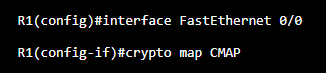 R1(config)#interface FastEthernet 0/0
R1(config-if)#crypto map CMAP